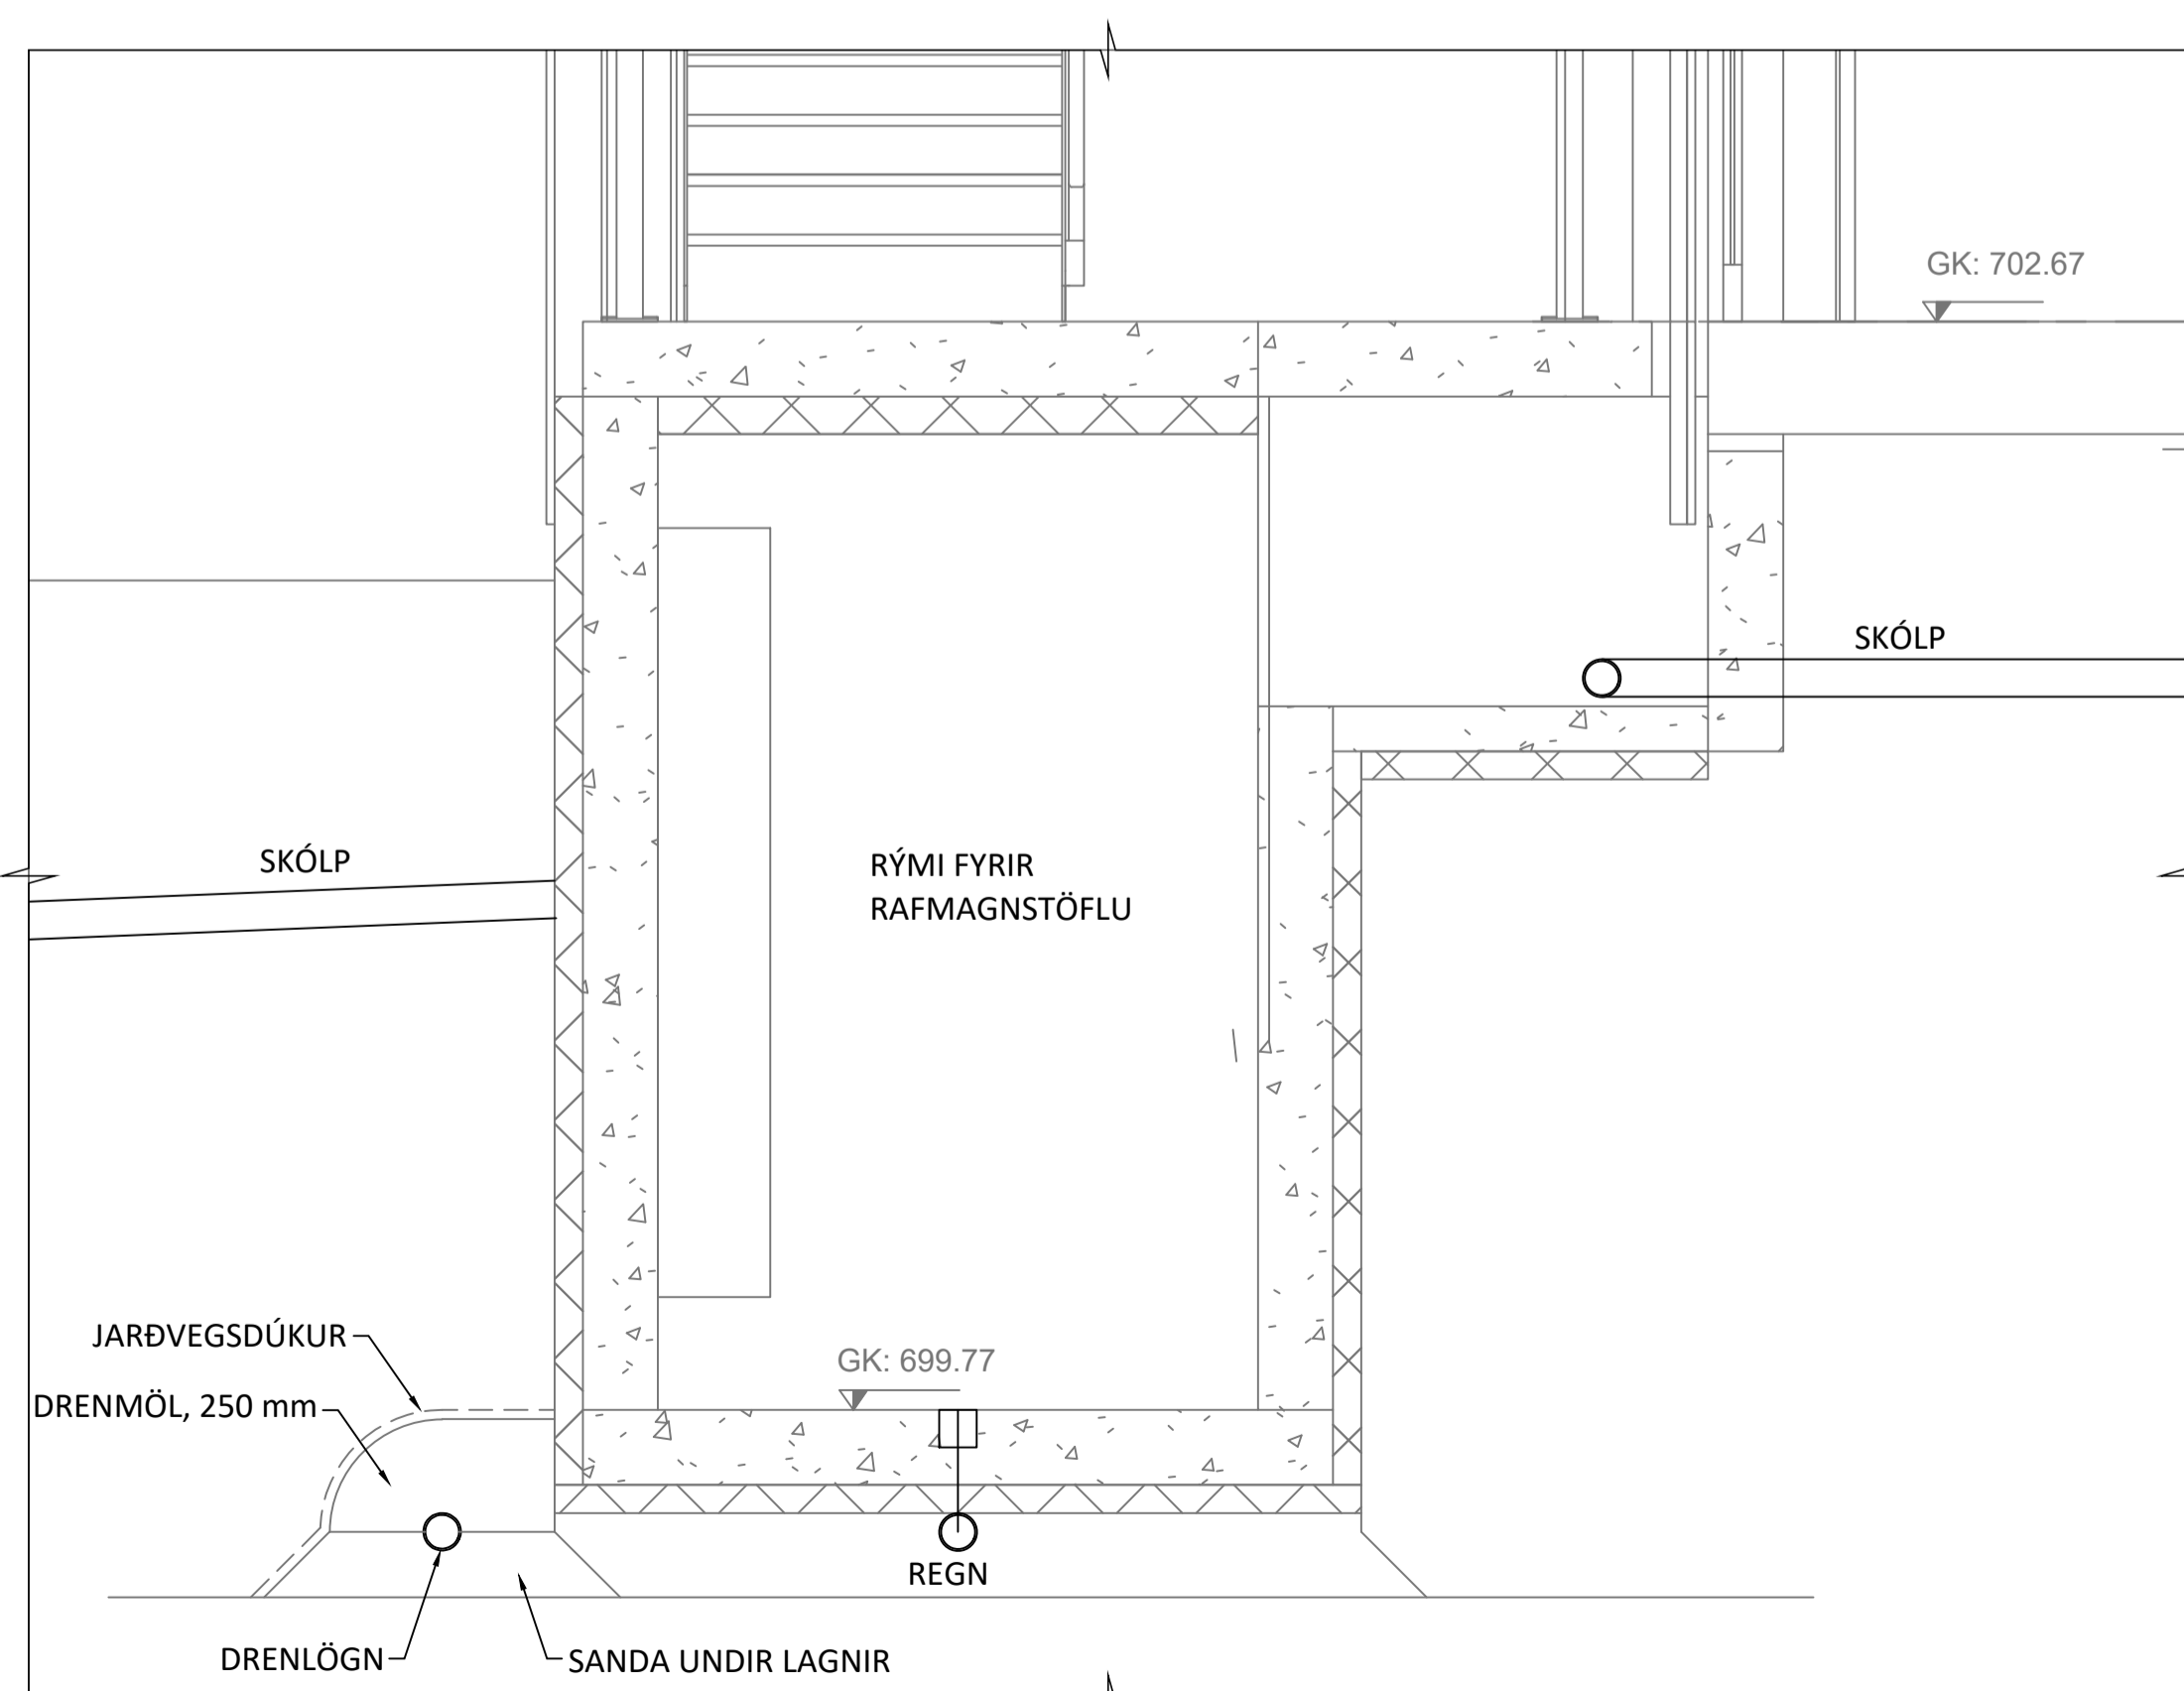 GK: 702.67
SKÓLP
SKÓLP
RÝMI FYRIR
RAFMAGNSTÖFLU
JARÐVEGSDÚKUR
GK: 699.77
DRENMÖL, 250 mm
REGN
DRENLÖGN
SANDA UNDIR LAGNIR